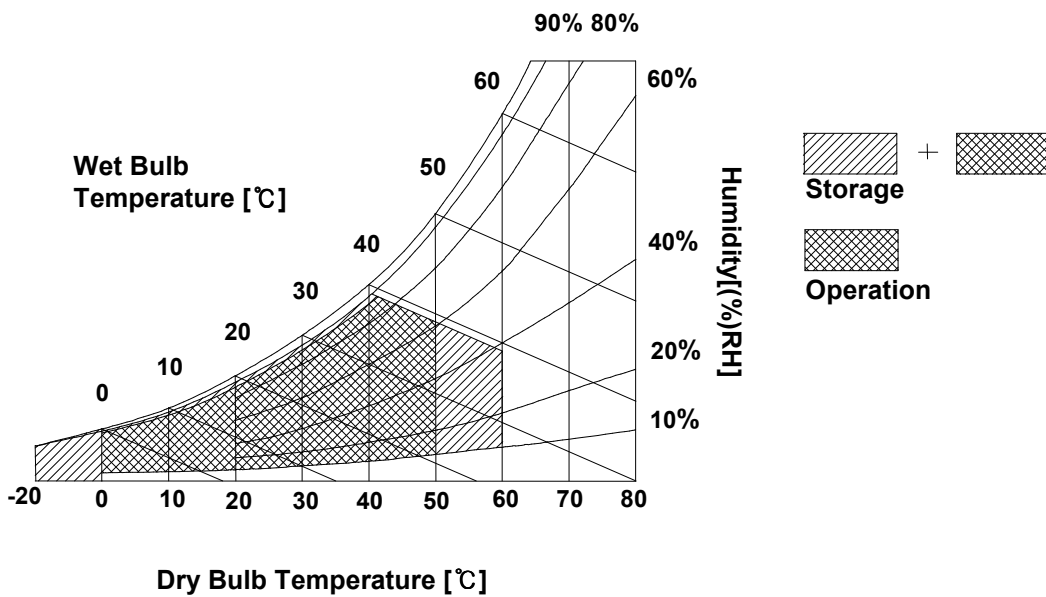 90% 80%
60
60%
50
Wet Bulb
Temperature [℃]
40
30
20
10
0
Humidity[(%)RH]
40%
20%
10%
-20 0 10 20 30 40 50 60 70 80
Dry Bulb Temperature [℃]
+
Storage
Operation